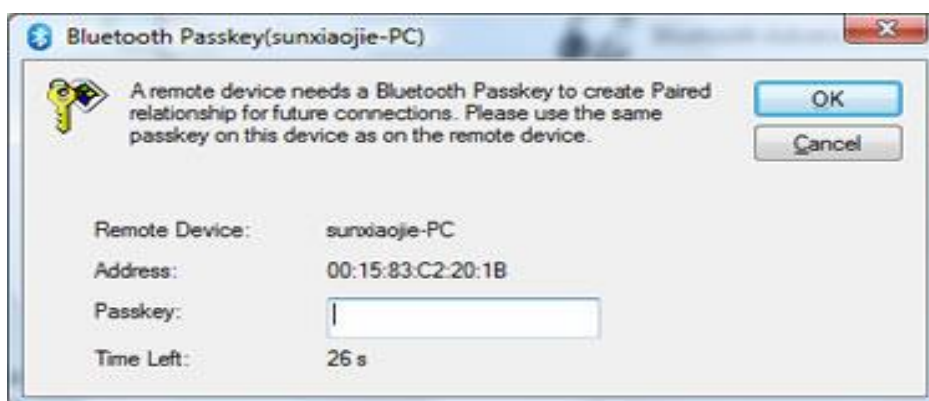 Bluetooth Passkey(sunxiaojie-PC)
A remote device needs a Bluetooth Passkey to create Paired
relationship for future connections. Please use the same
passkey on this device as on the remote device.
OK
Cancel
Remote Device: sunxiaojie-PC
Address: 00:15:83:C2:20:1B
Passkey:
Time Left: 26 s